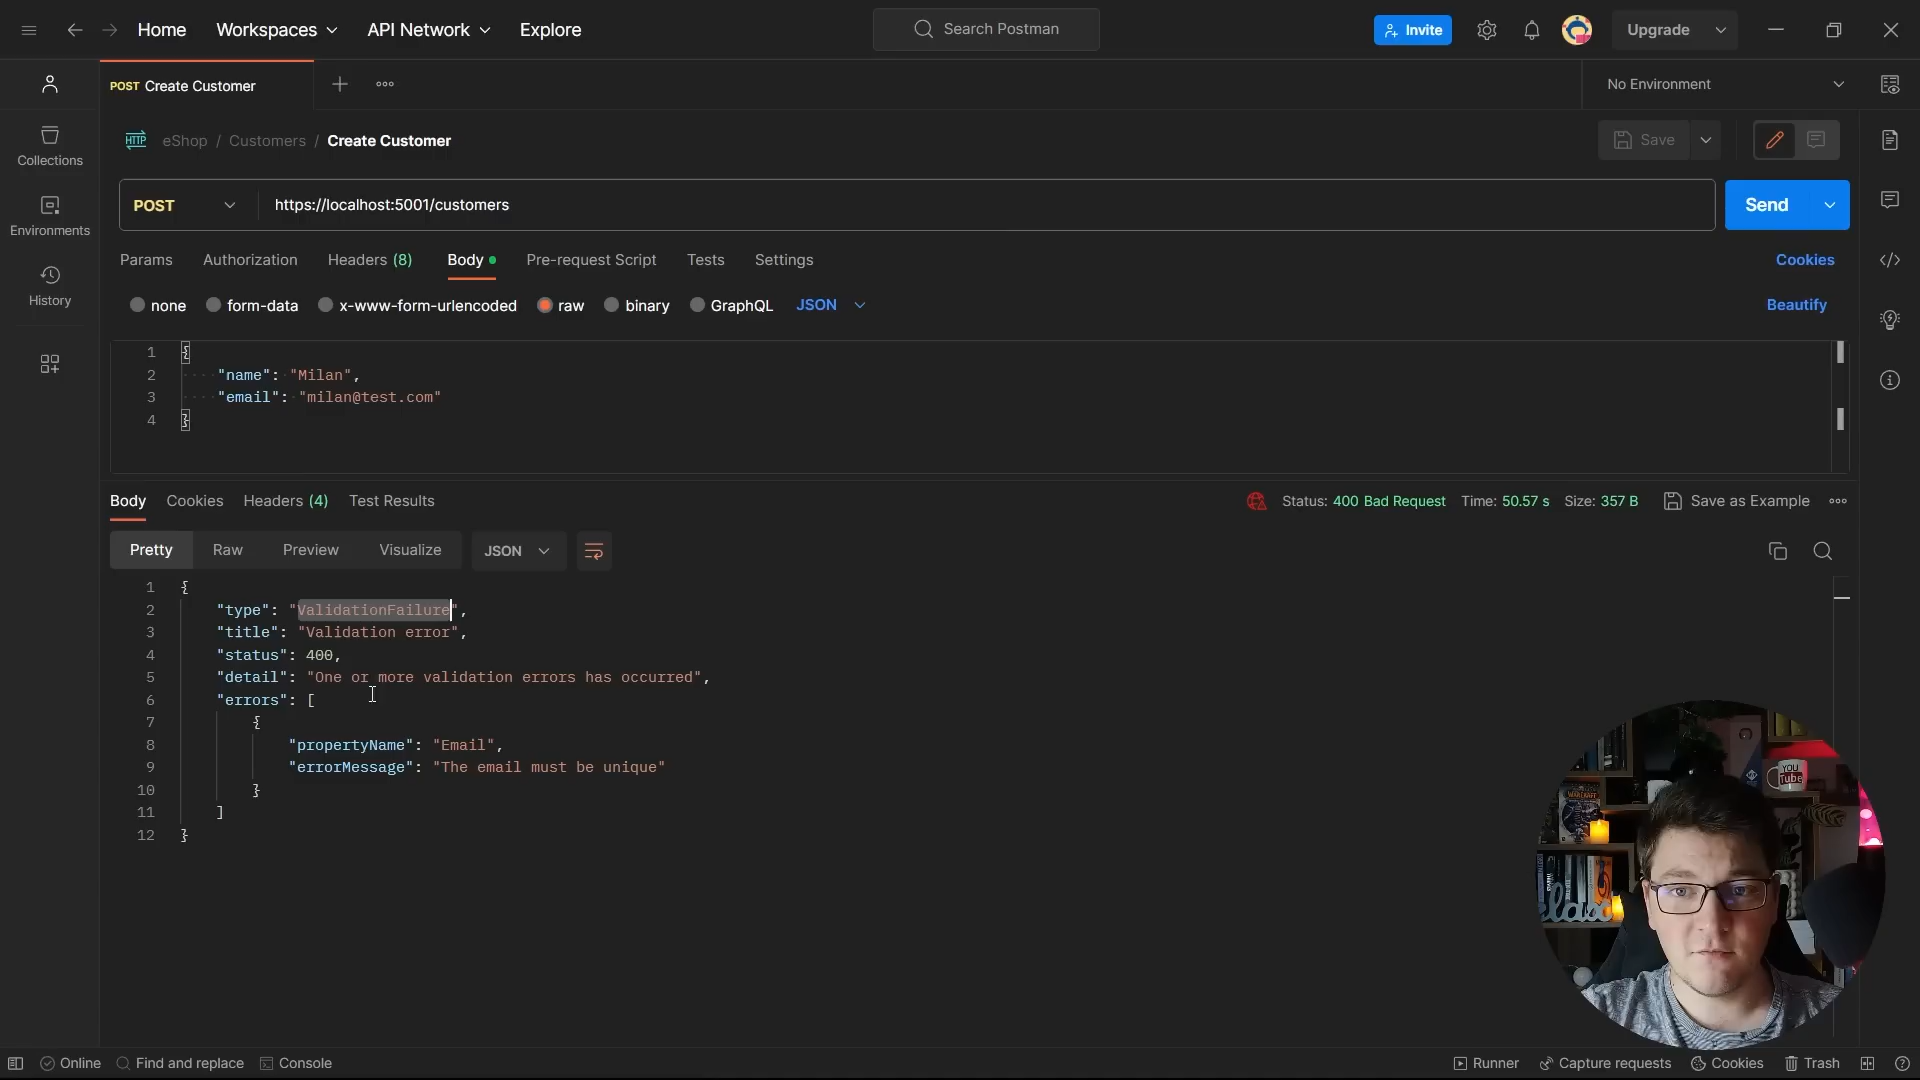 Home Workspaces API Network Explore Search Postman Invite Upgrade
POST Create Customer No Environment
HTTP eShop / Customers / Create Customer Save
Collections
Environments
History
POST https://localhost:5001/customers Send
Params Authorization Headers (8) Body Pre-request Script Tests Settings Cookies
none form-data x-www-form-urlencoded raw binary GraphQL JSON Beautify
1 {
2 "name": "Milan",
3 "email": "milan@test.com"
4 }
Body Cookies Headers (4) Test Results Status: 400 Bad Request Time: 50.57 s Size: 357 B Save as Example
Pretty Raw Preview Visualize JSON
1 {
2 "type": "ValidationFailure",
3 "title": "Validation error",
4 "status": 400,
5 "detail": "One or more validation errors has occurred",
6 "errors": [
7 {
8 "propertyName": "Email",
9 "errorMessage": "The email must be unique"
10 }
11 ]
12 }
YOU
Tube
Online Find and replace Console Runner Capture requests Cookies Trash